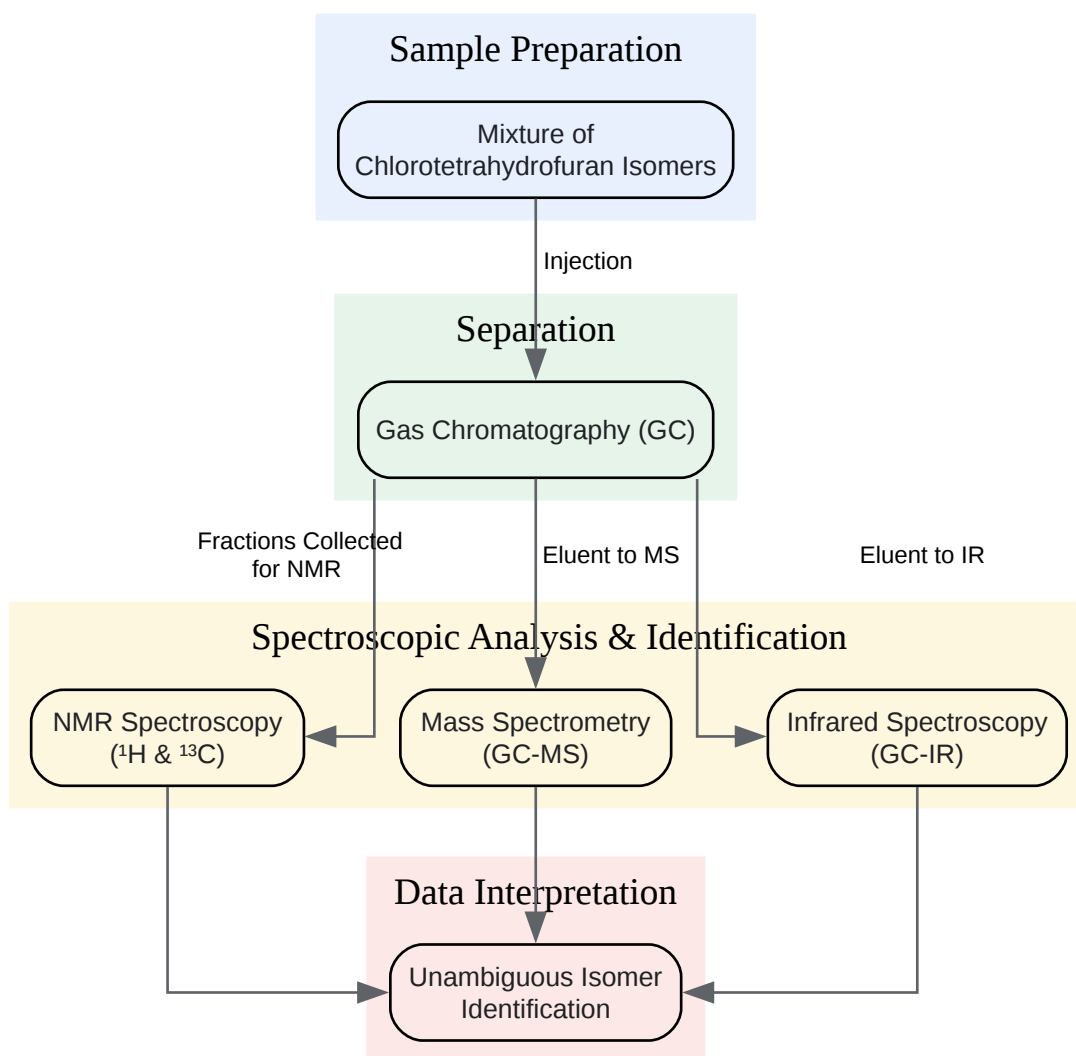 Sample Preparation
Mixture of
Chlorotetrahydrofuran Isomers
Injection
Separation
Gas Chromatography (GC)
Fractions Collected
for NMR
Eluent to MS
Eluent to IR
Spectroscopic Analysis & Identification
NMR Spectroscopy
(¹H & ¹³C)
Mass Spectrometry
(GC-MS)
Infrared Spectroscopy
(GC-IR)
Data Interpretation
Unambiguous Isomer
Identification